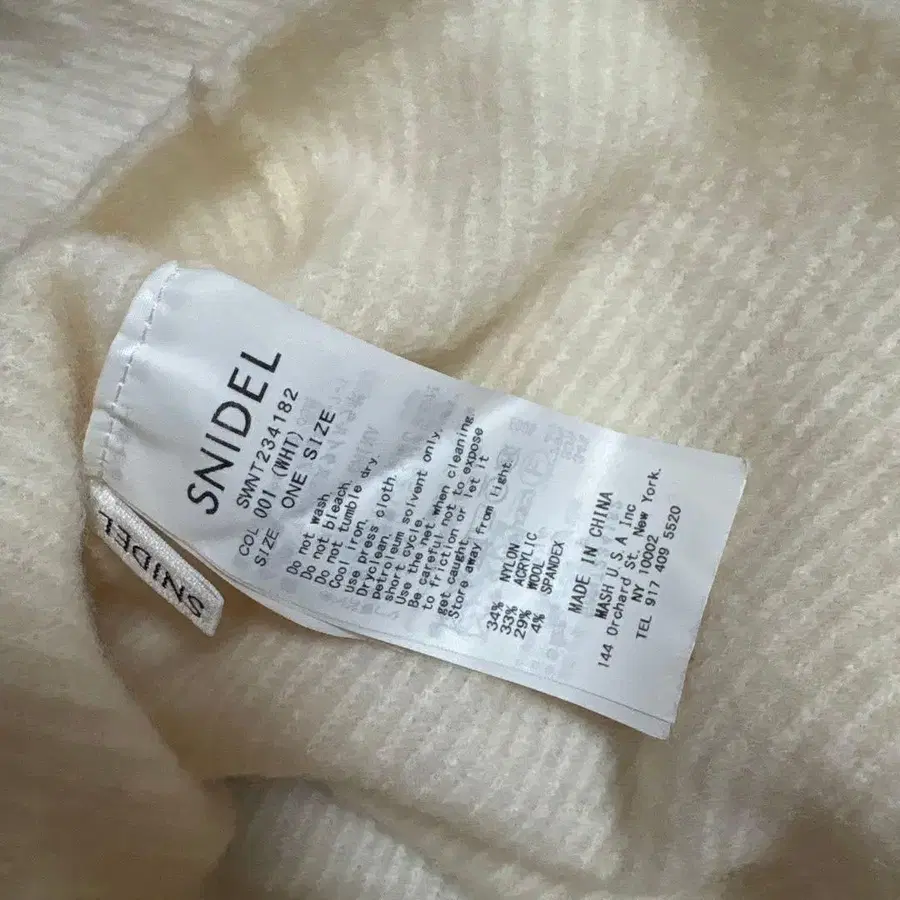 SNIDEL
SWNT234182
COL 001 (WHT)
SIZE ONE SIZE
Do not wash.
Do not bleach.
Do not tumble dry.
Cool iron.
use press cloth.
Dryclean.
petroleum solvent only.
short cycle.
Use the net when cleaning.
Be careful not to expose
to friction or let it
get caught.
Store away from light.
34% NYLON
33% ACRYLIC
29% WOOL
4% SPANDEX
MADE IN CHINA
MASH U.S.A Inc
144 Orchard St. New York.
NY 10002
TEL 917 409 5520
SNIDEL